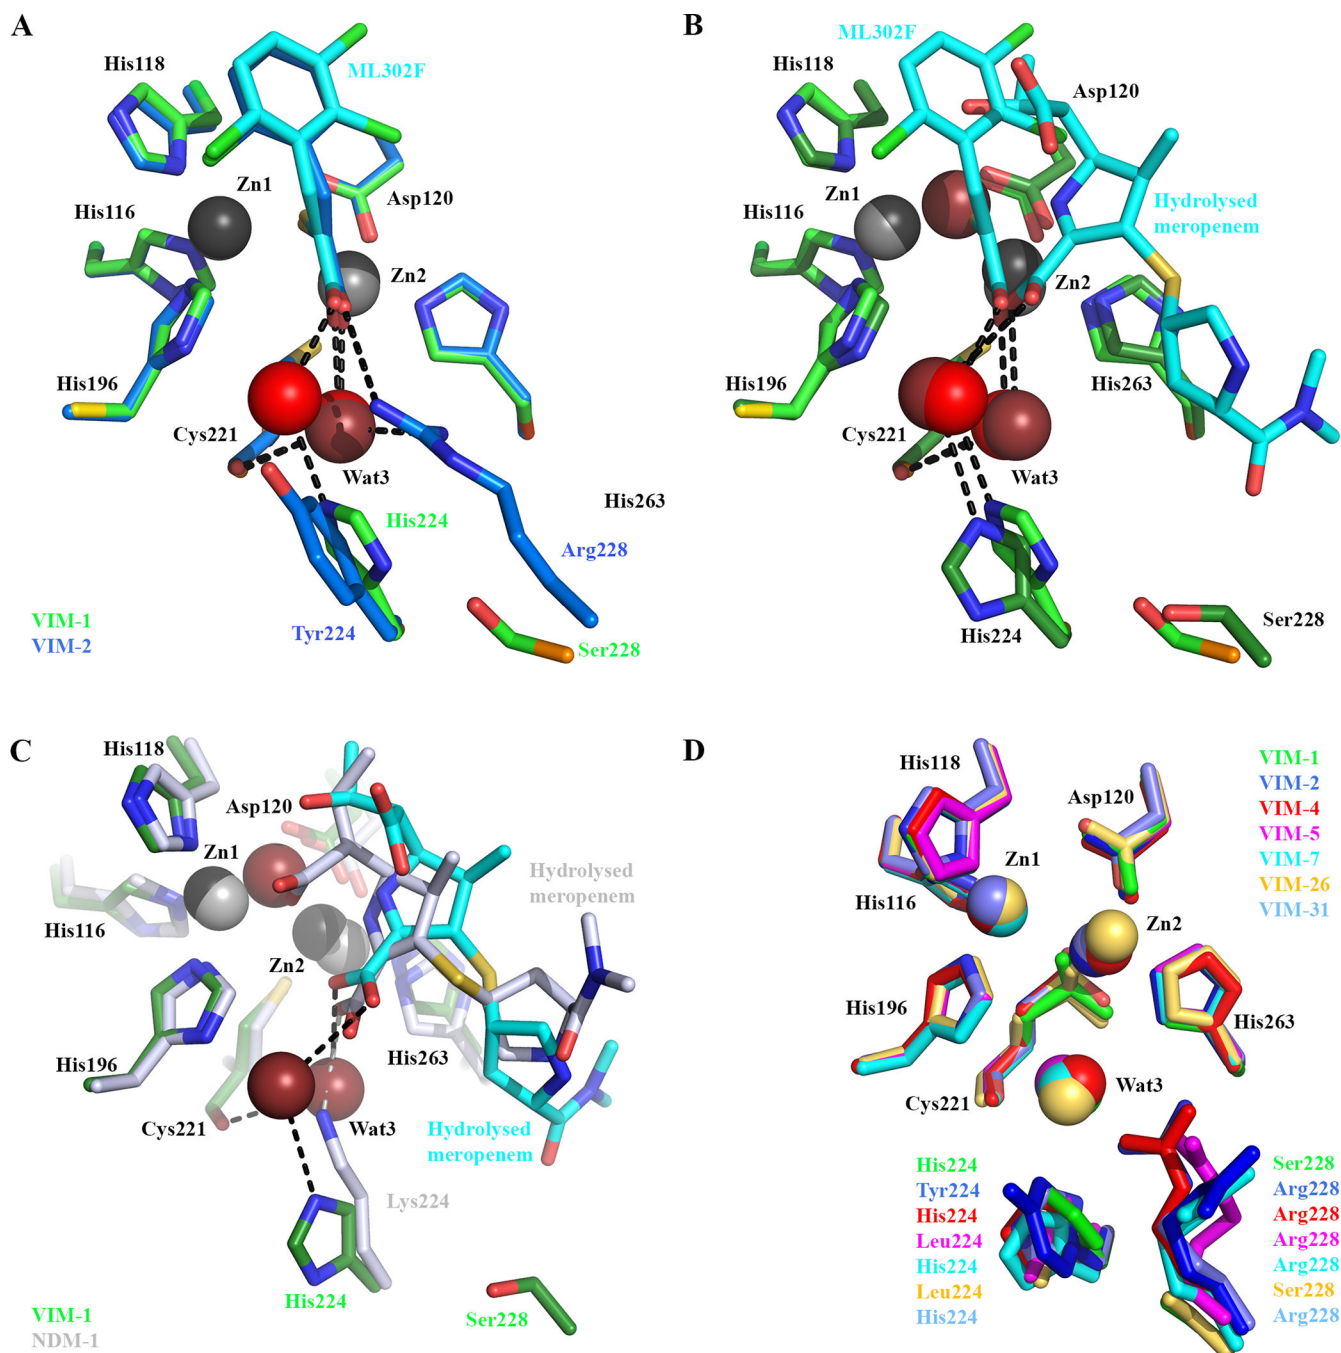 A
His118
ML302F
Zn1
Asp120
His116
Zn2
His196
Cys221
Wat3
His263
His224
Arg228
VIM-1
VIM-2
Tyr224
Ser228
B
ML302F
His118
Asp120
Zn1
His116
Hydrolysed
meropenem
Zn2
His196
His263
Cys221
Wat3
His224
Ser228
C
His118
Asp120
Zn1
Hydrolysed
meropenem
His116
Zn2
His196
His263
Cys221
Wat3
Hydrolysed
meropenem
Lys224
His224
Ser228
VIM-1
NDM-1
D
His118
Asp120
VIM-1
VIM-2
VIM-4
VIM-5
VIM-7
VIM-26
VIM-31
Zn1
His116
Zn2
His196
His263
Wat3
Cys221
His224
Tyr224
His224
Leu224
His224
Leu224
His224
Ser228
Arg228
Arg228
Arg228
Arg228
Ser228
Arg228